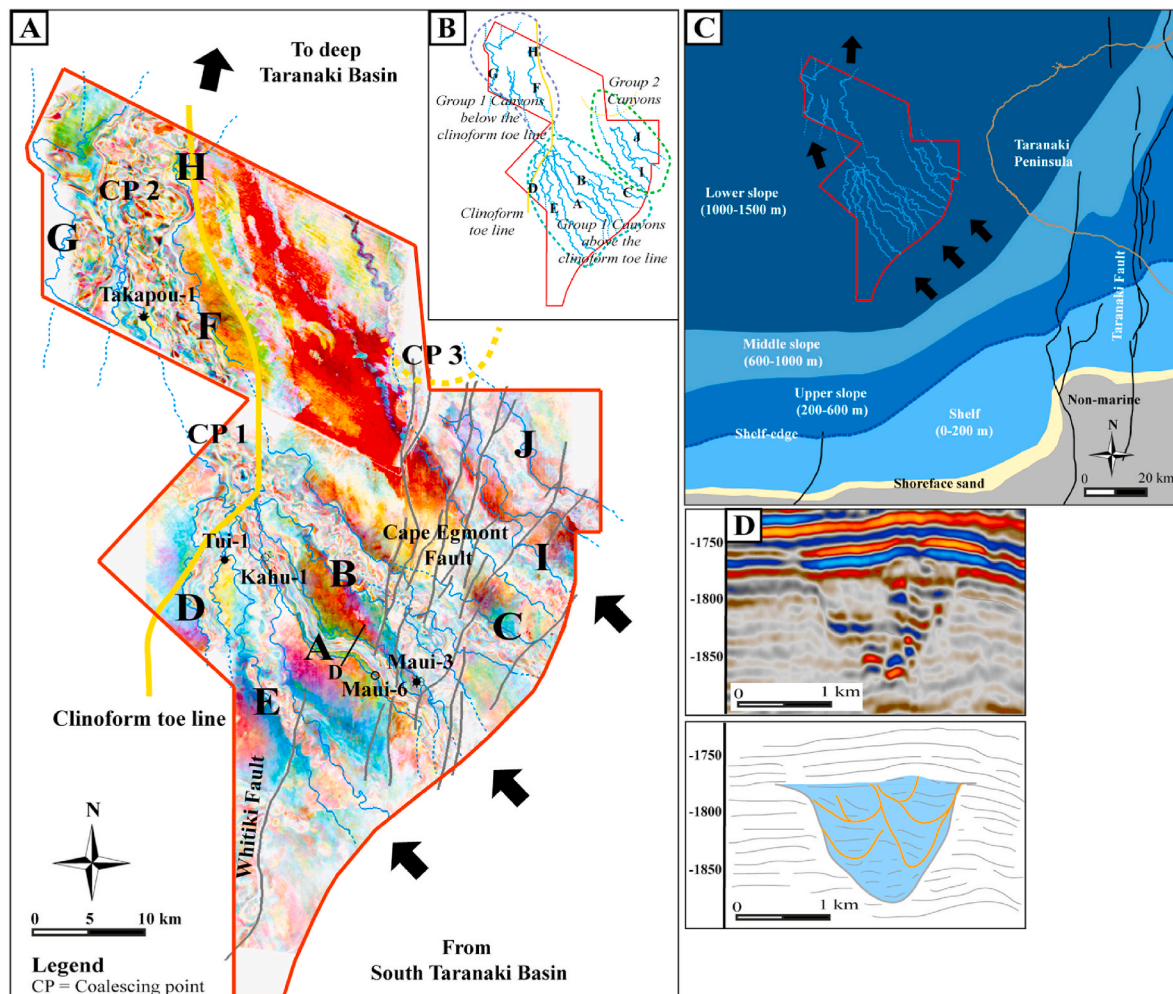 A
To deep
Taranaki Basin
H
CP 2
G
Takapou-1
F
CP 3
CP 1
J
Cape Egmont
Fault
Tui-1
Kahu-1
B
I
D
C
A
D
Maui-3
Maui-6
E
Clinoform toe line
Whitiki Fault
N
0 5 10 km
From
South Taranaki Basin
Legend
CP = Coalescing point
B
H
G
F
Group 2
Canyons
Group 1 Canyons
below the
clinoform toe line
J
I
D
B
C
E
A
Clinoform
toe line
Group 1 Canyons
above the
clinoform toe line
C
Taranaki
Peninsula
Lower slope
(1000-1500 m)
Taranaki Fault
Middle slope
(600-1000 m)
Upper slope
(200-600 m)
Non-marine
Shelf
(0-200 m)
Shelf-edge
N
Shoreface sand
0 20 km
D
-1750
-1800
-1850
0 1 km
-1750
-1800
-1850
0 1 km